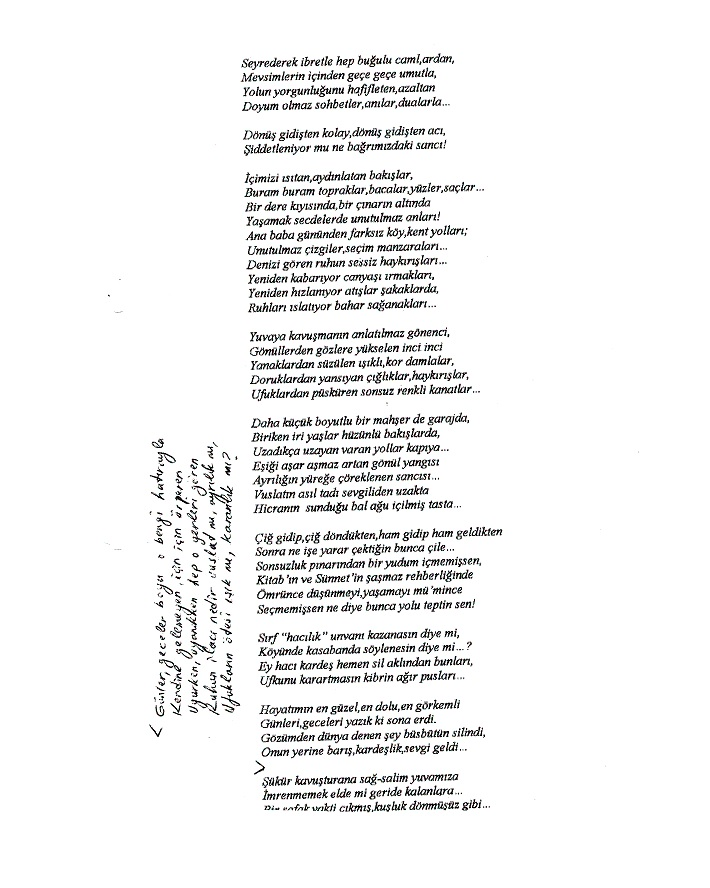 Seyrederek ibretle hep buğulu caml,ardan,
Mevsimlerin içinden geçe geçe umutla,
Yolun yorgunluğunu hafifleten,azaltan
Doyum olmaz sohbetler,anılar,dualarla...
Dönüş gidişten kolay,dönüş gidişten acı,
Şiddetleniyor mu ne bağrımızdaki sancı!
İçimizi ısıtan,aydınlatan bakışlar,
Buram buram topraklar,bacalar,yüzler,saçlar...
Bir dere kıyısında,bir çınarın altında
Yaşamak secdelerde unutulmaz anları!
Ana baba gününden farksız köy,kent yolları;
Unutulmaz çizgiler,seçim manzaraları...
Denizi gören ruhun sessiz haykırışları...
Yeniden kabarıyor canyaşı ırmakları,
Yeniden hızlanıyor atışlar şakaklarda,
Ruhları ıslatıyor bahar sağanakları...
Yuvaya kavuşmanın anlatılmaz gönenci,
Gönüllerden gözlere yükselen inci inci
Yanaklardan süzülen ışıklı,kor damlalar,
Doruklardan yansıyan çığlıklar,haykırışlar,
Ufuklardan püsküren sonsuz renkli kanatlar...
Daha küçük boyutlu bir mahşer de garajda,
Biriken iri yaşlar hüzünlü bakışlarda,
Uzadıkça uzayan varan yollar kapıya...
Eşiği aşar aşmaz artan gönül yangısı
Ayrılığın yüreğe çöreklenen sancısı...
Vuslatın asıl tadı sevgiliden uzakta
Hicranın sunduğu bal ağu içilmiş tasta...
Çiğ gidip,çiğ döndükten,ham gidip ham geldikten
Sonra ne işe yarar çektiğin bunca çile...
Sonsuzluk pınarından bir yudum içmemişsen,
Kitab'ın ve Sünnet'in şaşmaz rehberliğinde
Ömrünce düşünmeyi,yaşamayı mü'mince
Seçmemişsen ne diye bunca yolu teptin sen!
Sırf "hacılık" unvanı kazanasın diye mi,
Köyünde kasabanda söylenesin diye mi...?
Ey hacı kardeş hemen sil aklından bunları,
Ufkunu karartmasın kibrin ağır pusları...
Hayatımın en güzel,en dolu,en görkemli
Günleri,geceleri yazık ki sona erdi.
Gözümden dünya denen şey büsbütün silindi,
Onun yerine barış,kardeşlik,sevgi geldi...
Şükür kavuşturana sağ-salim yuvamıza
İmrenmemek elde mi geride kalanlara...
Bir şafak vakti çıkmış,kuşluk dönmüşüz gibi...
Günler,geceler boyu o bengi hatırayla
Kendine gelmeyen,için için ürperen
Uyurken,uyanıkken hep o yerleri gören
Ruhun ilacı nedir vuslat mı,ayrılık mı,
Ufukların ötesi ışık mı,karanlık mı?